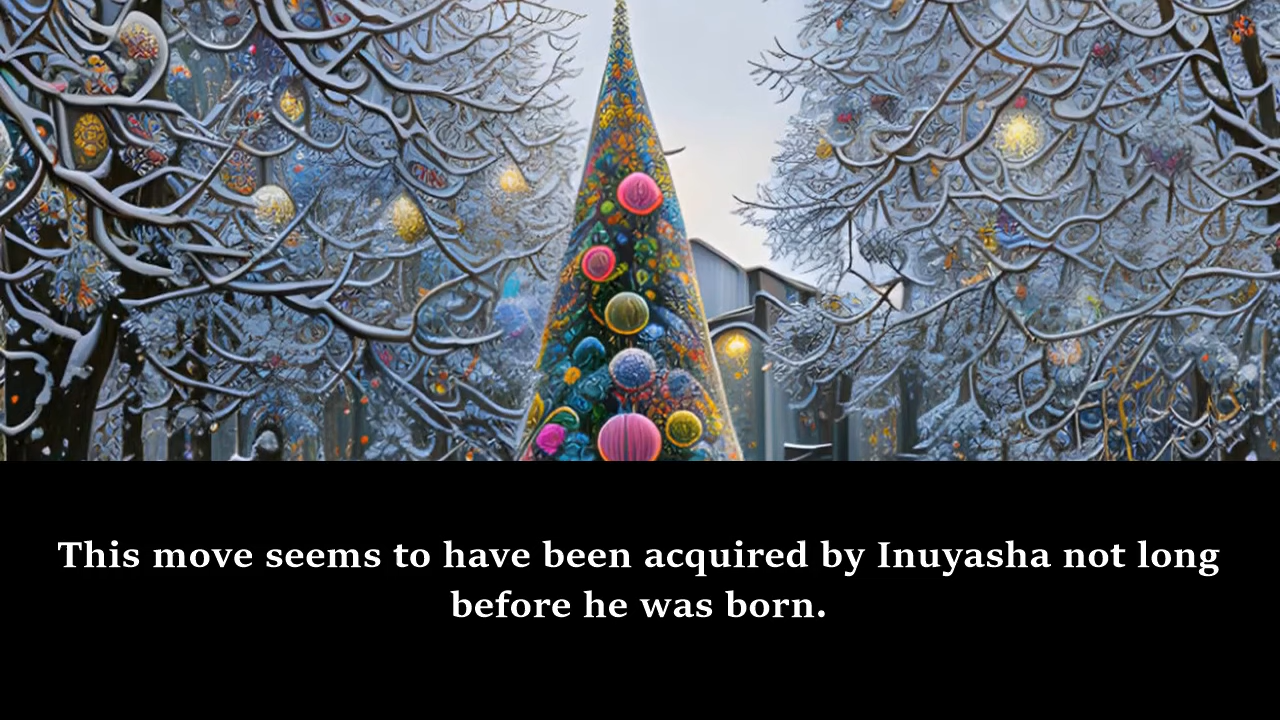 This move seems to have been acquired by Inuyasha not long
before he was born.